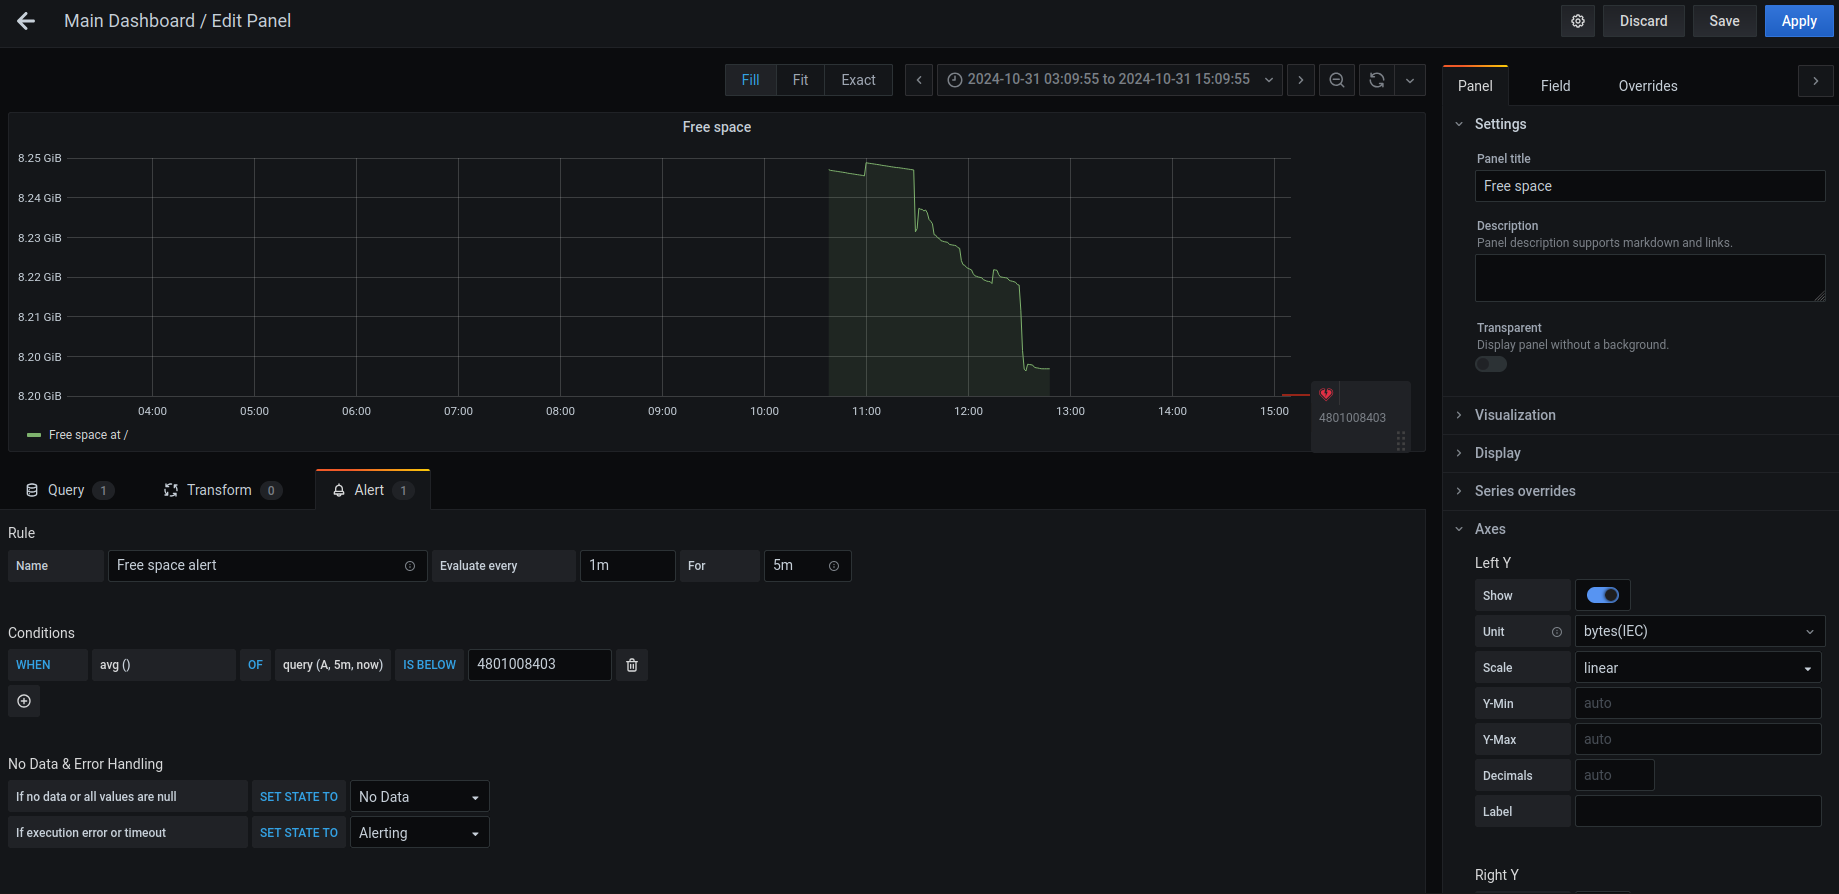 Main Dashboard / Edit Panel
Discard
Save
Apply
Fill
Fit
Exact
2024-10-31 03:09:55 to 2024-10-31 15:09:55
Free space
8.25 GiB
8.24 GiB
8.23 GiB
8.22 GiB
8.21 GiB
8.20 GiB
8.20 GiB
04:00 05:00 06:00 07:00 08:00 09:00 10:00 11:00 12:00 13:00 14:00 15:00
4801008403
Free space at /
Query 1
Transform 0
Alert 1
Rule
Name Free space alert Evaluate every 1m For 5m
Conditions
WHEN avg () OF query (A, 5m, now) IS BELOW 4801008403
No Data & Error Handling
If no data or all values are null SET STATE TO No Data
If execution error or timeout SET STATE TO Alerting
Panel
Field
Overrides
Settings
Panel title
Free space
Description
Panel description supports markdown and links.
Transparent
Display panel without a background.
Visualization
Display
Series overrides
Axes
Left Y
Show
Unit bytes(IEC)
Scale linear
Y-Min auto
Y-Max auto
Decimals auto
Label
Right Y